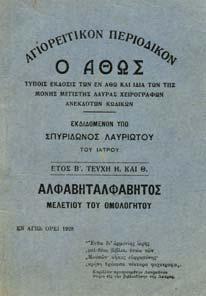 ΑΓΙΟΡΕΙΤΙΚΟΝ ΠΕΡΙΟΔΙΚΟΝ
Ο ΑΘΩΣ
ΤΥΠΟΙΣ ΕΚΔΟΣΙΣ ΤΩΝ ΕΝ ΑΘΩ ΚΑΙ ΙΔΙΑ ΤΩΝ ΤΗΣ
ΜΟΝΗΣ ΜΕΓΙΣΤΗΣ ΛΑΥΡΑΣ ΧΕΙΡΟΓΡΑΦΩΝ
ΑΝΕΚΔΟΤΩΝ ΚΩΔΙΚΩΝ
ΕΚΔΙΔΟΜΕΝΟΝ ΥΠΟ
ΣΠΥΡΙΔΩΝΟΣ ΛΑΥΡΙΩΤΟΥ
ΤΟΥ ΙΑΤΡΟΥ
ΕΤΟΣ Β'. ΤΕΥΧΗ Η. ΚΑΙ Θ.
ΑΛΦΑΒΗΤΑΛΦΑΒΗΤΟΣ
ΜΕΛΕΤΙΟΥ ΤΟΥ ΟΜΟΛΟΓΗΤΟΥ
ΕΝ ΑΓΙΩ ΟΡΕΙ 1928